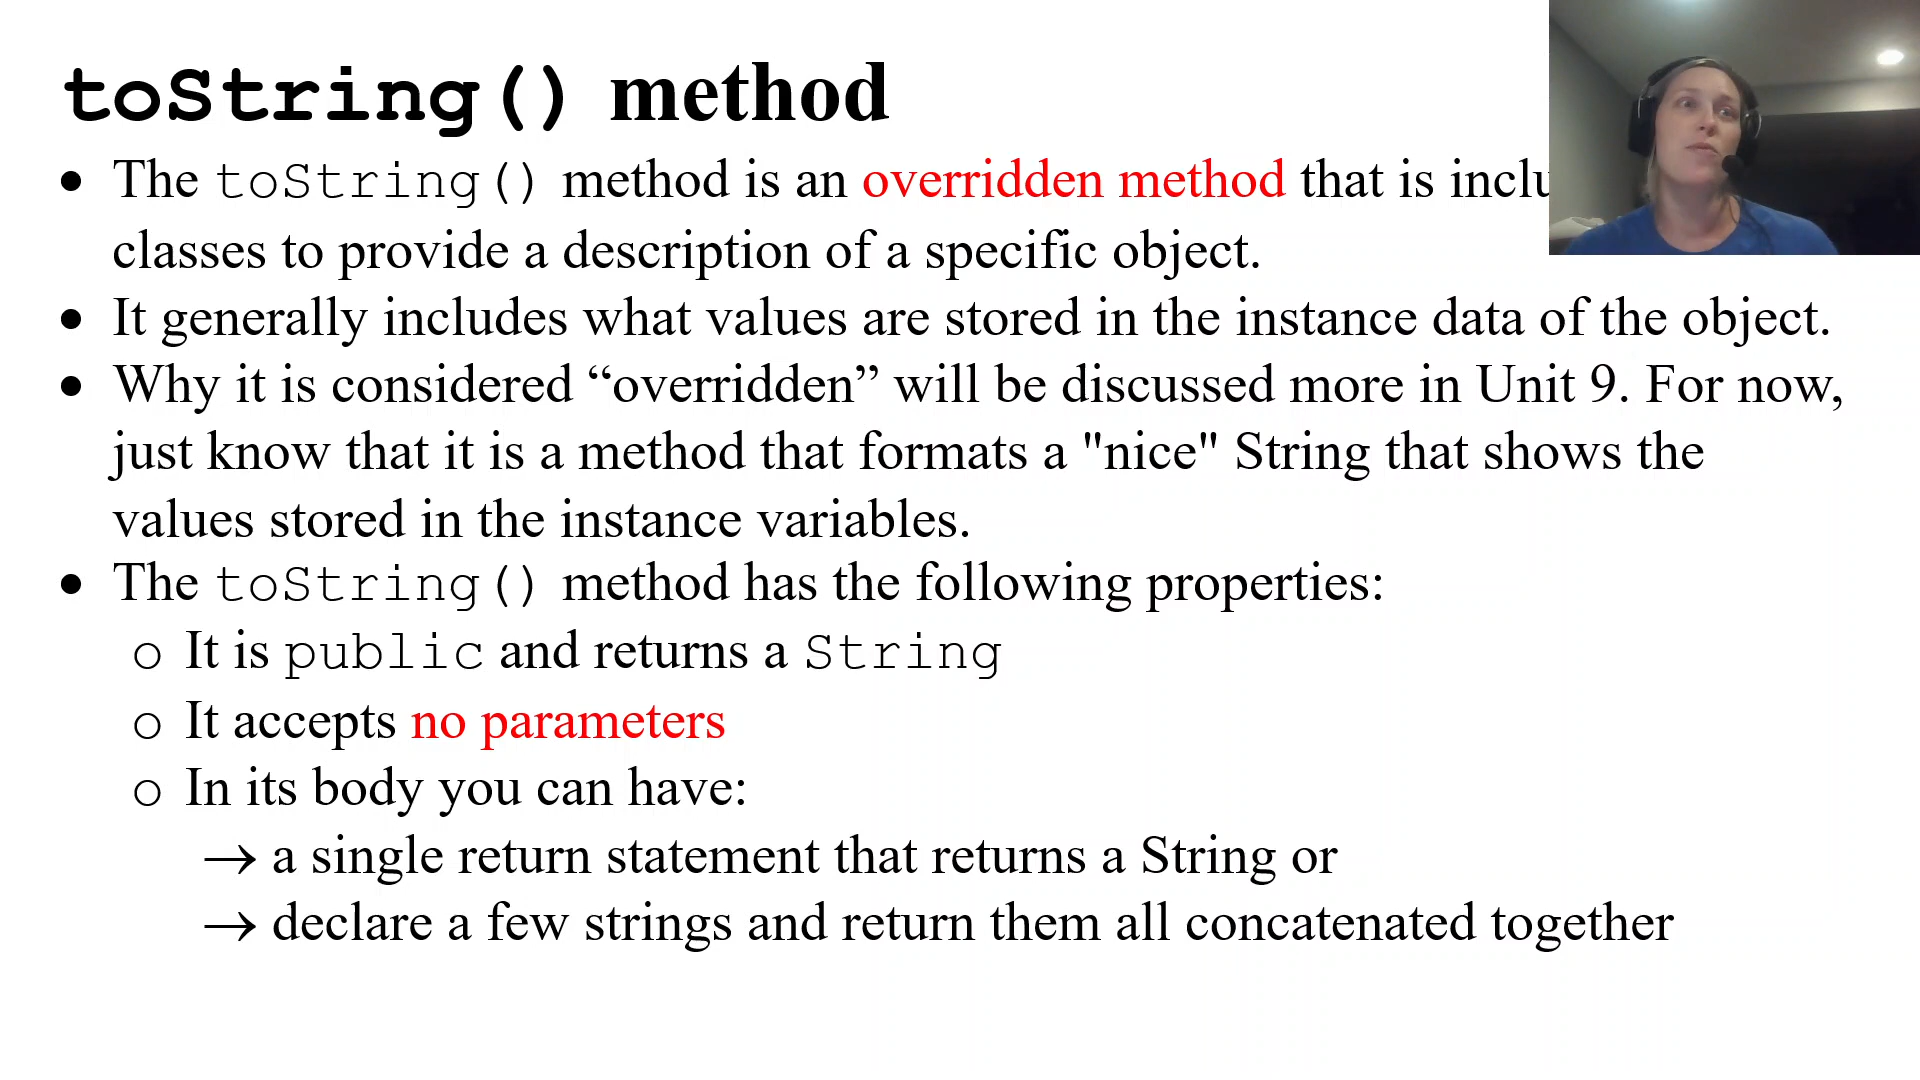 toString() method
• The toString() method is an overridden method that is
classes to provide a description of a specific object.
• It generally includes what values are stored in the instance data of the object.
• Why it is considered “overridden” will be discussed more in Unit 9. For now,
just know that it is a method that formats a "nice" String that shows the
values stored in the instance variables.
• The toString() method has the following properties:
o It is public and returns a String
o It accepts no parameters
o In its body you can have:
→ a single return statement that returns a String or
→ declare a few strings and return them all concatenated together